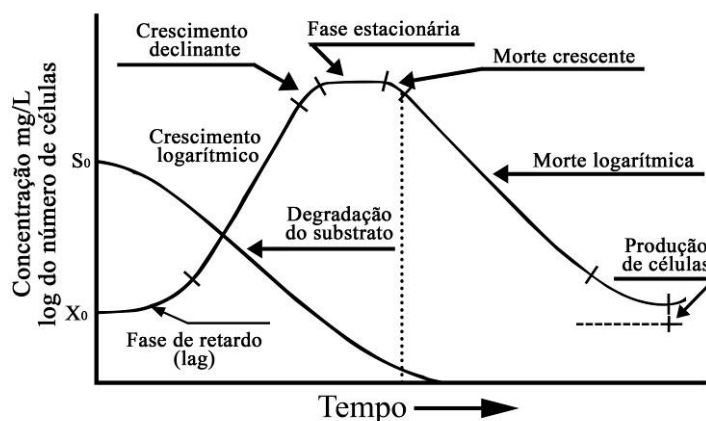 Crescimento
declinante
Fase estacionária
Morte crescente
Crescimento
logarítmico
Morte logarítmica
Degradação
do substrato
Produção
de células
Fase de retardo
(lag)
Concentração mg/L
log do número de células
S₀
X₀
Tempo